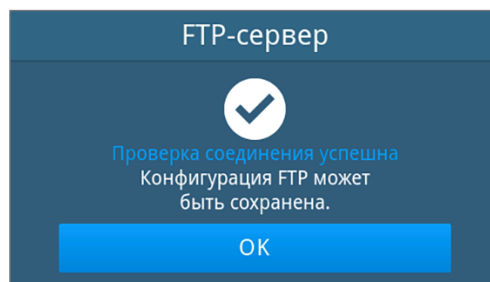 FTP-сервер
Проверка соединения успешна
Конфигурация FTP может
быть сохранена.
OK